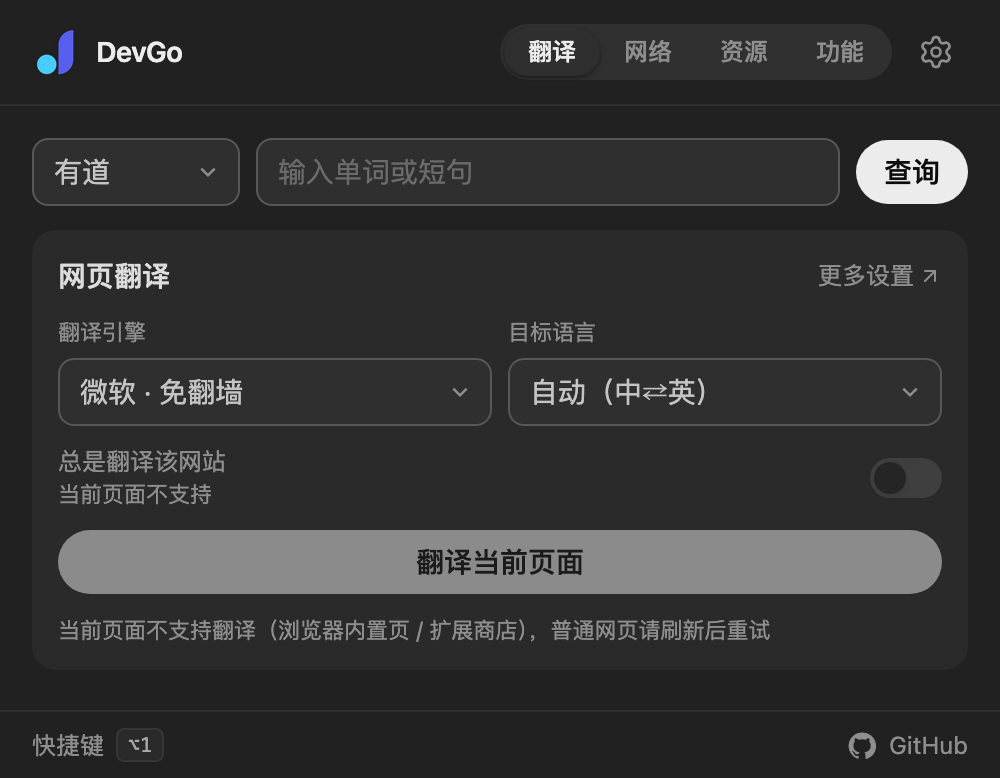 DevGo
翻译 网络 资源 功能
有道 输入单词或短句 查询
网页翻译 更多设置
翻译引擎 目标语言
微软 · 免翻墙 自动（中⇄英）
总是翻译该网站
当前页面不支持
翻译当前页面
当前页面不支持翻译（浏览器内置页 / 扩展商店），普通网页请刷新后重试
快捷键 ⌥1 GitHub